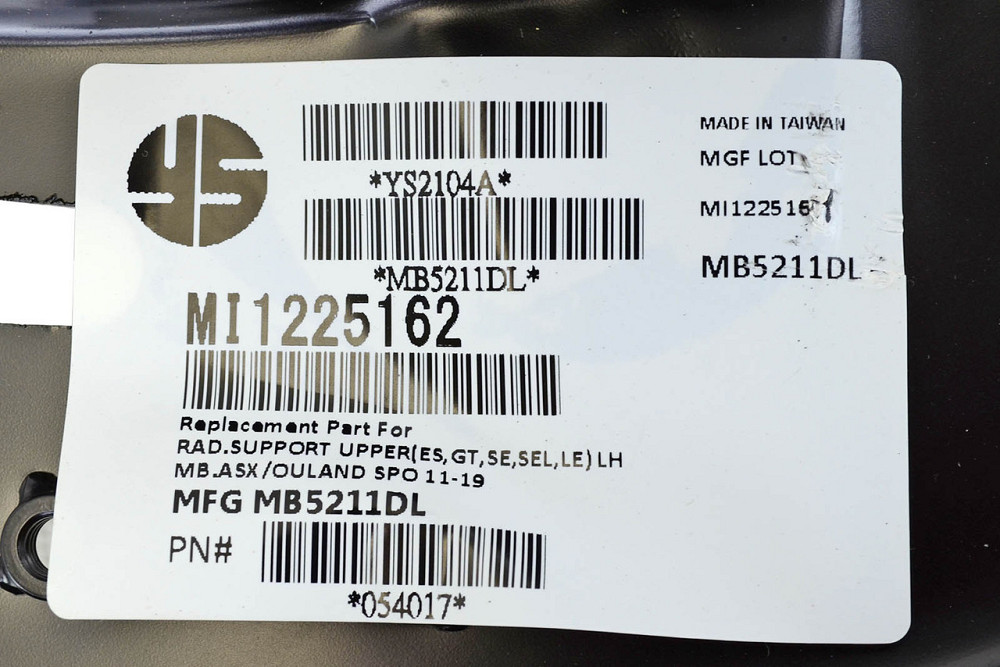 YS
*YS2104A*
*MB5211DL*
MI1225162
Replacement Part For
RAD.SUPPORT UPPER(ES,GT,SE,SEL,LE) LH
MB.ASX/OULAND SPO 11-19
MFG MB5211DL
PN#
*054017*
MADE IN TAIWAN
MGF LOT
MB5211DL